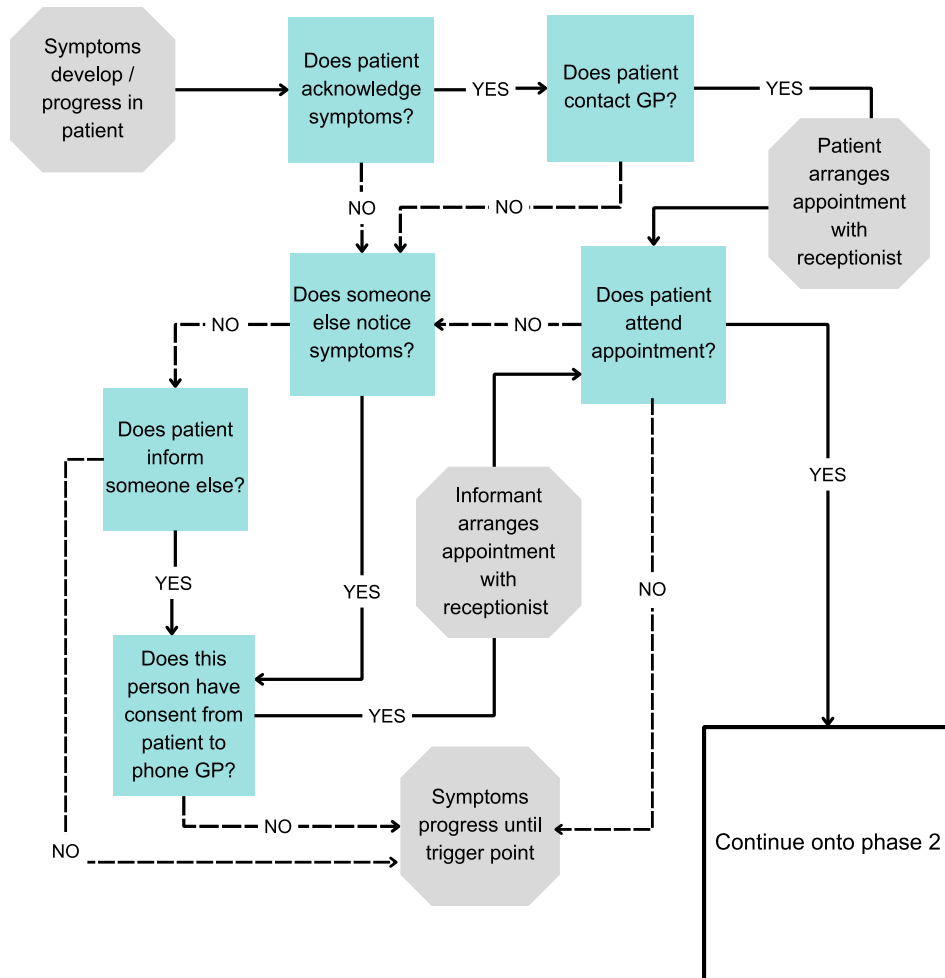 Symptoms
develop /
progress in
patient
Does patient
acknowledge
symptoms?
YES
Does patient
contact GP?
YES
Patient
arranges
appointment
with
receptionist
NO
NO
Does someone
else notice
symptoms?
NO
Does patient
attend
appointment?
NO
Does patient
inform
someone else?
YES
Informant
arranges
appointment
with
receptionist
YES
YES
NO
Does this
person have
consent from
patient to
phone GP?
YES
NO
Symptoms
progress until
trigger point
NO
Continue onto phase 2